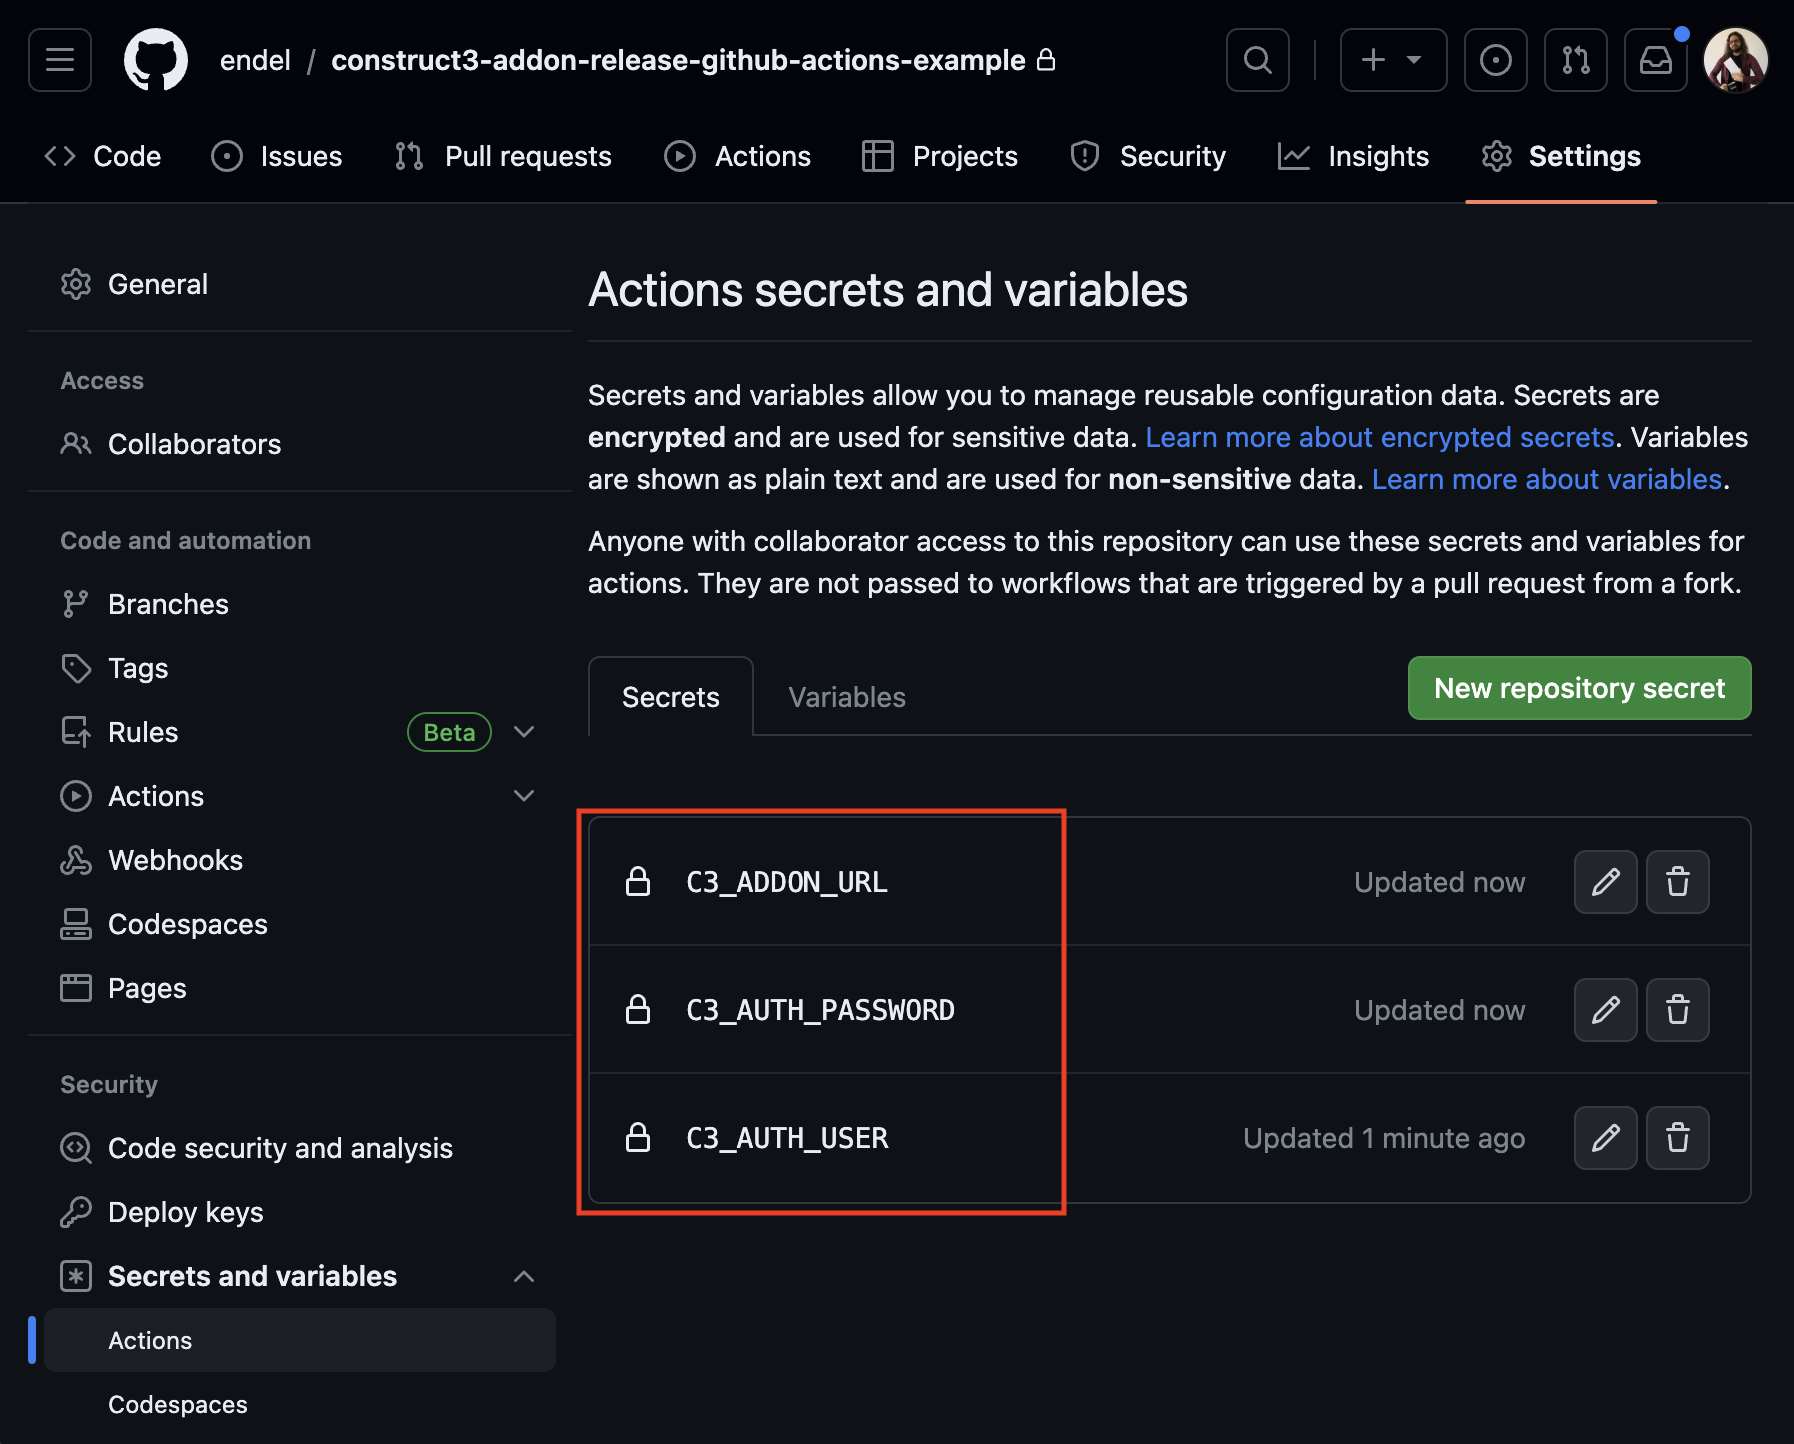 endel / construct3-addon-release-github-actions-example
Code Issues Pull requests Actions Projects Security Insights Settings
General
Access
Collaborators
Code and automation
Branches
Tags
Rules Beta
Actions
Webhooks
Codespaces
Pages
Security
Code security and analysis
Deploy keys
Secrets and variables
Actions
Codespaces
Actions secrets and variables
Secrets and variables allow you to manage reusable configuration data. Secrets are
encrypted and are used for sensitive data. Learn more about encrypted secrets. Variables
are shown as plain text and are used for non-sensitive data. Learn more about variables.
Anyone with collaborator access to this repository can use these secrets and variables for
actions. They are not passed to workflows that are triggered by a pull request from a fork.
Secrets Variables New repository secret
C3_ADDON_URL Updated now
C3_AUTH_PASSWORD Updated now
C3_AUTH_USER Updated 1 minute ago